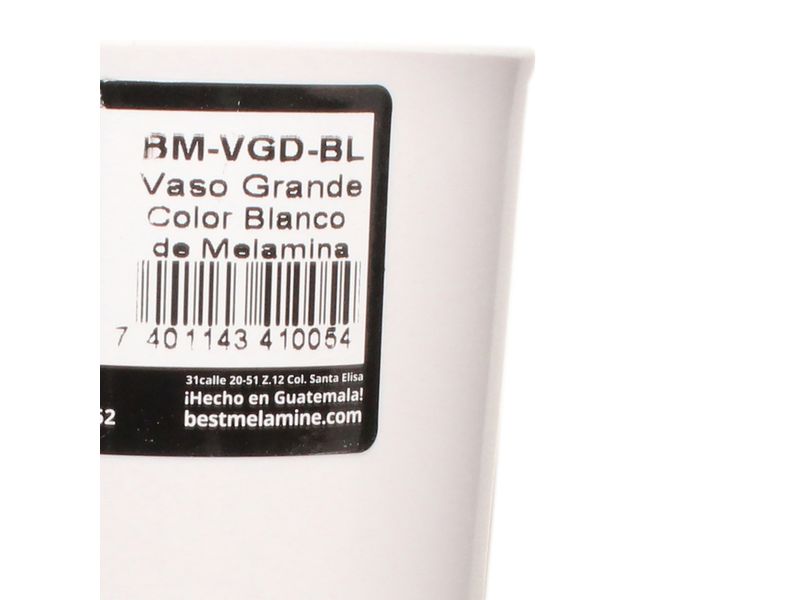 BM-VGD-BL
Vaso Grande
Color Blanco
de Melamina
7 401143 410054
31calle 20-51 Z.12 Col. Santa Elisa
¡Hecho en Guatemala!
52 bestmelamine.com